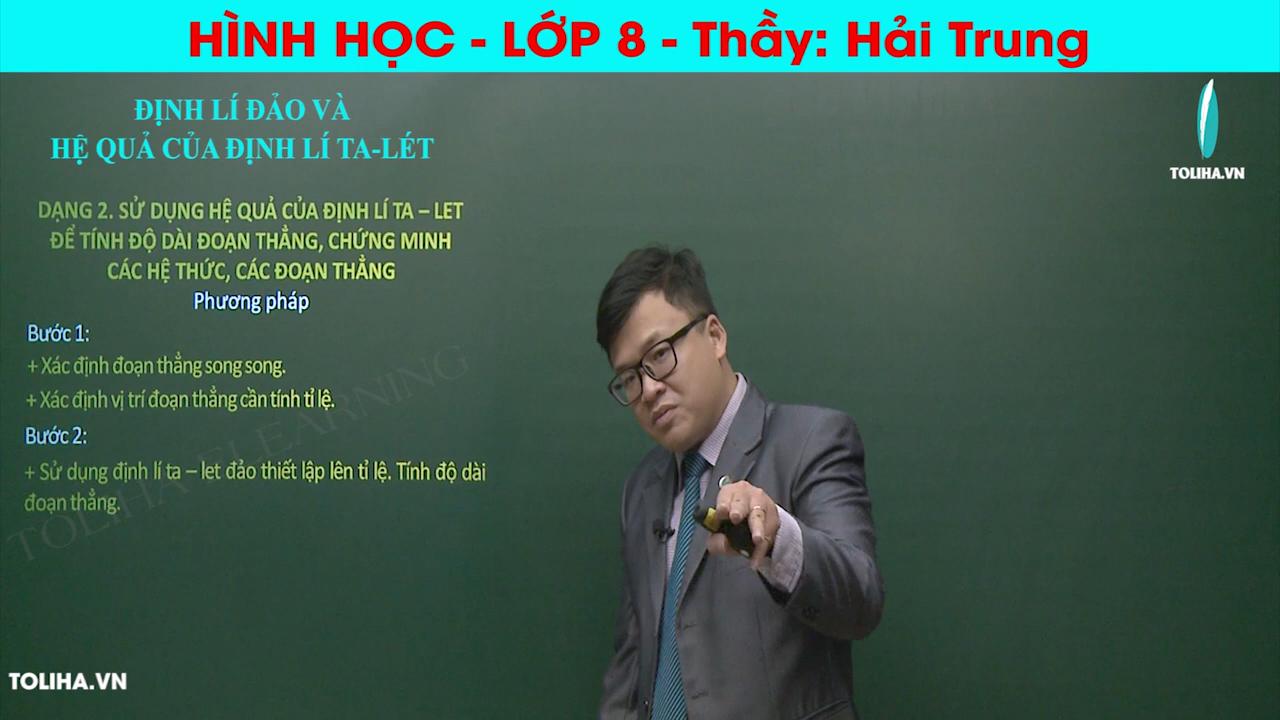 HÌNH HỌC - LỚP 8 - Thầy: Hải Trung
ĐỊNH LÍ ĐẢO VÀ
HỆ QUẢ CỦA ĐỊNH LÍ TA-LÉT
TOLIHA.VN
DẠNG 2. SỬ DỤNG HỆ QUẢ CỦA ĐỊNH LÍ TA – LET
ĐỂ TÍNH ĐỘ DÀI ĐOẠN THẲNG, CHỨNG MINH
CÁC HỆ THỨC, CÁC ĐOẠN THẲNG
Phương pháp
Bước 1:
+ Xác định đoạn thẳng song song.
+ Xác định vị trí đoạn thẳng cần tính tỉ lệ.
Bước 2:
+ Sử dụng định lí ta – let đảo thiết lập lên tỉ lệ. Tính độ dài
đoạn thẳng.
TOLIHA ELEARNING
TOLIHA.VN